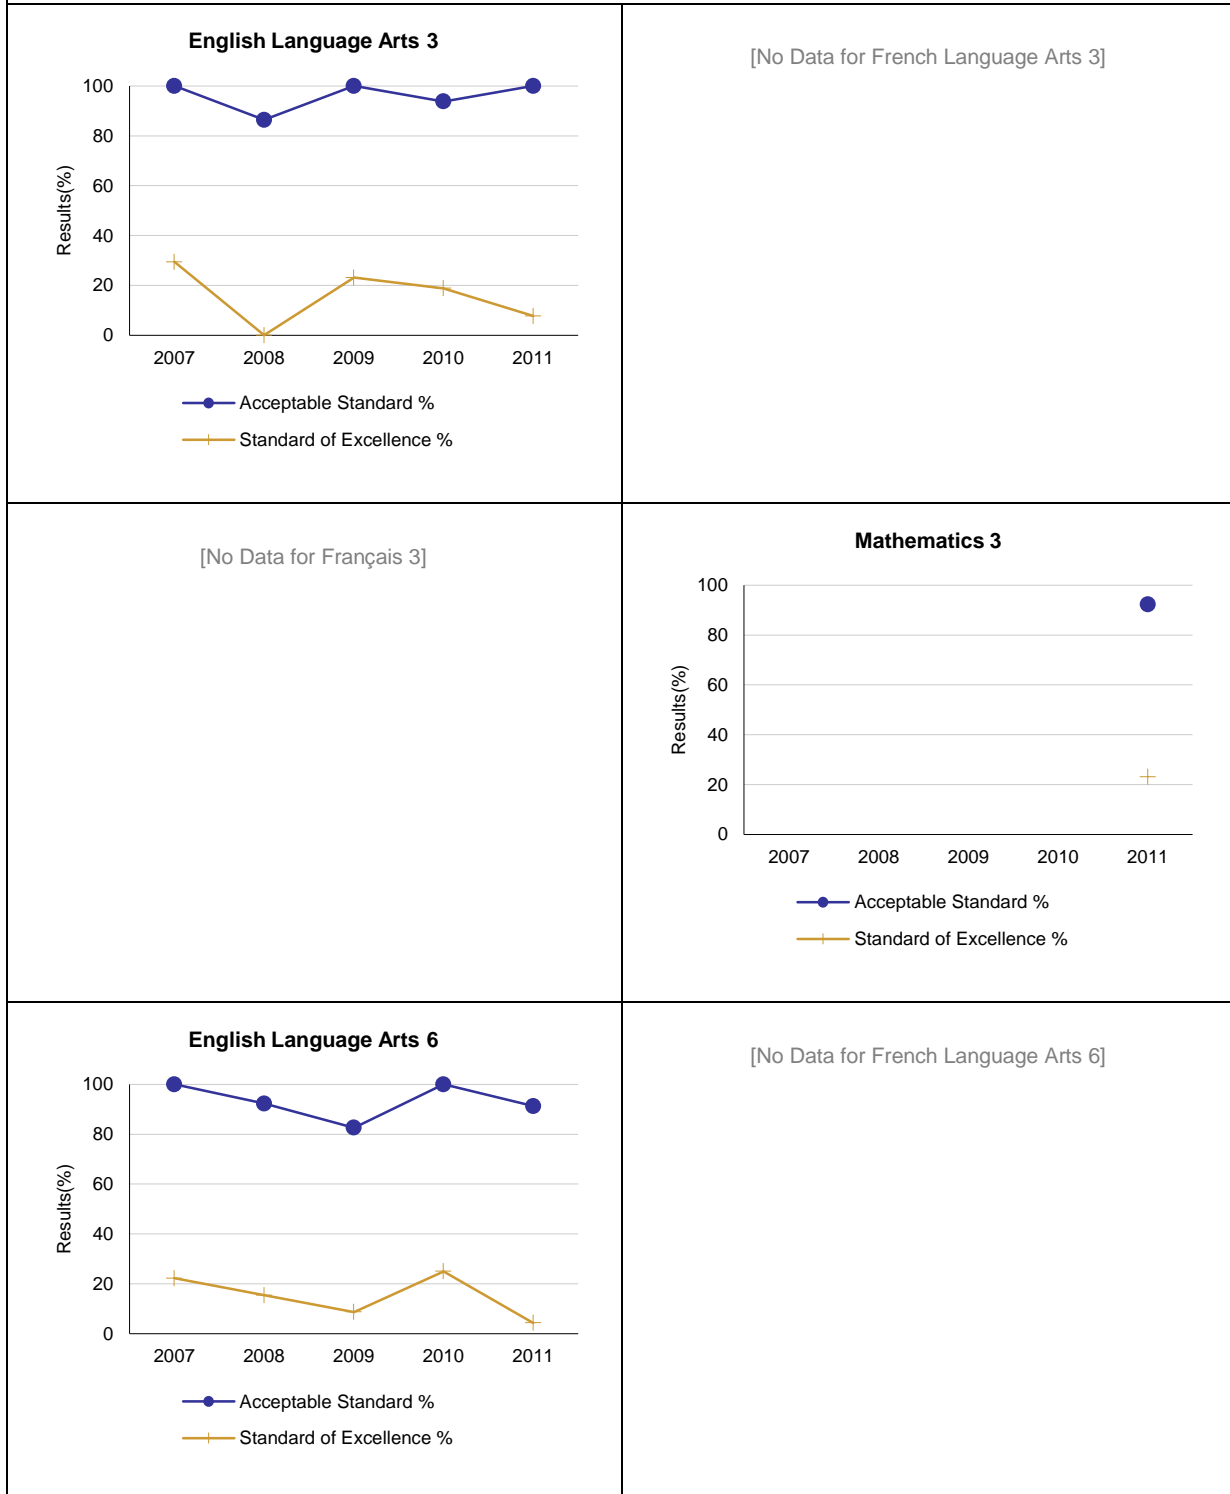 English Language Arts 3
100
80
60
40
20
0
Results(%)
2007 2008 2009 2010 2011
Acceptable Standard %
Standard of Excellence %
[No Data for French Language Arts 3]
[No Data for Français 3]
Mathematics 3
100
80
60
40
20
0
Results(%)
2007 2008 2009 2010 2011
Acceptable Standard %
Standard of Excellence %
English Language Arts 6
100
80
60
40
20
0
Results(%)
2007 2008 2009 2010 2011
Acceptable Standard %
Standard of Excellence %
[No Data for French Language Arts 6]